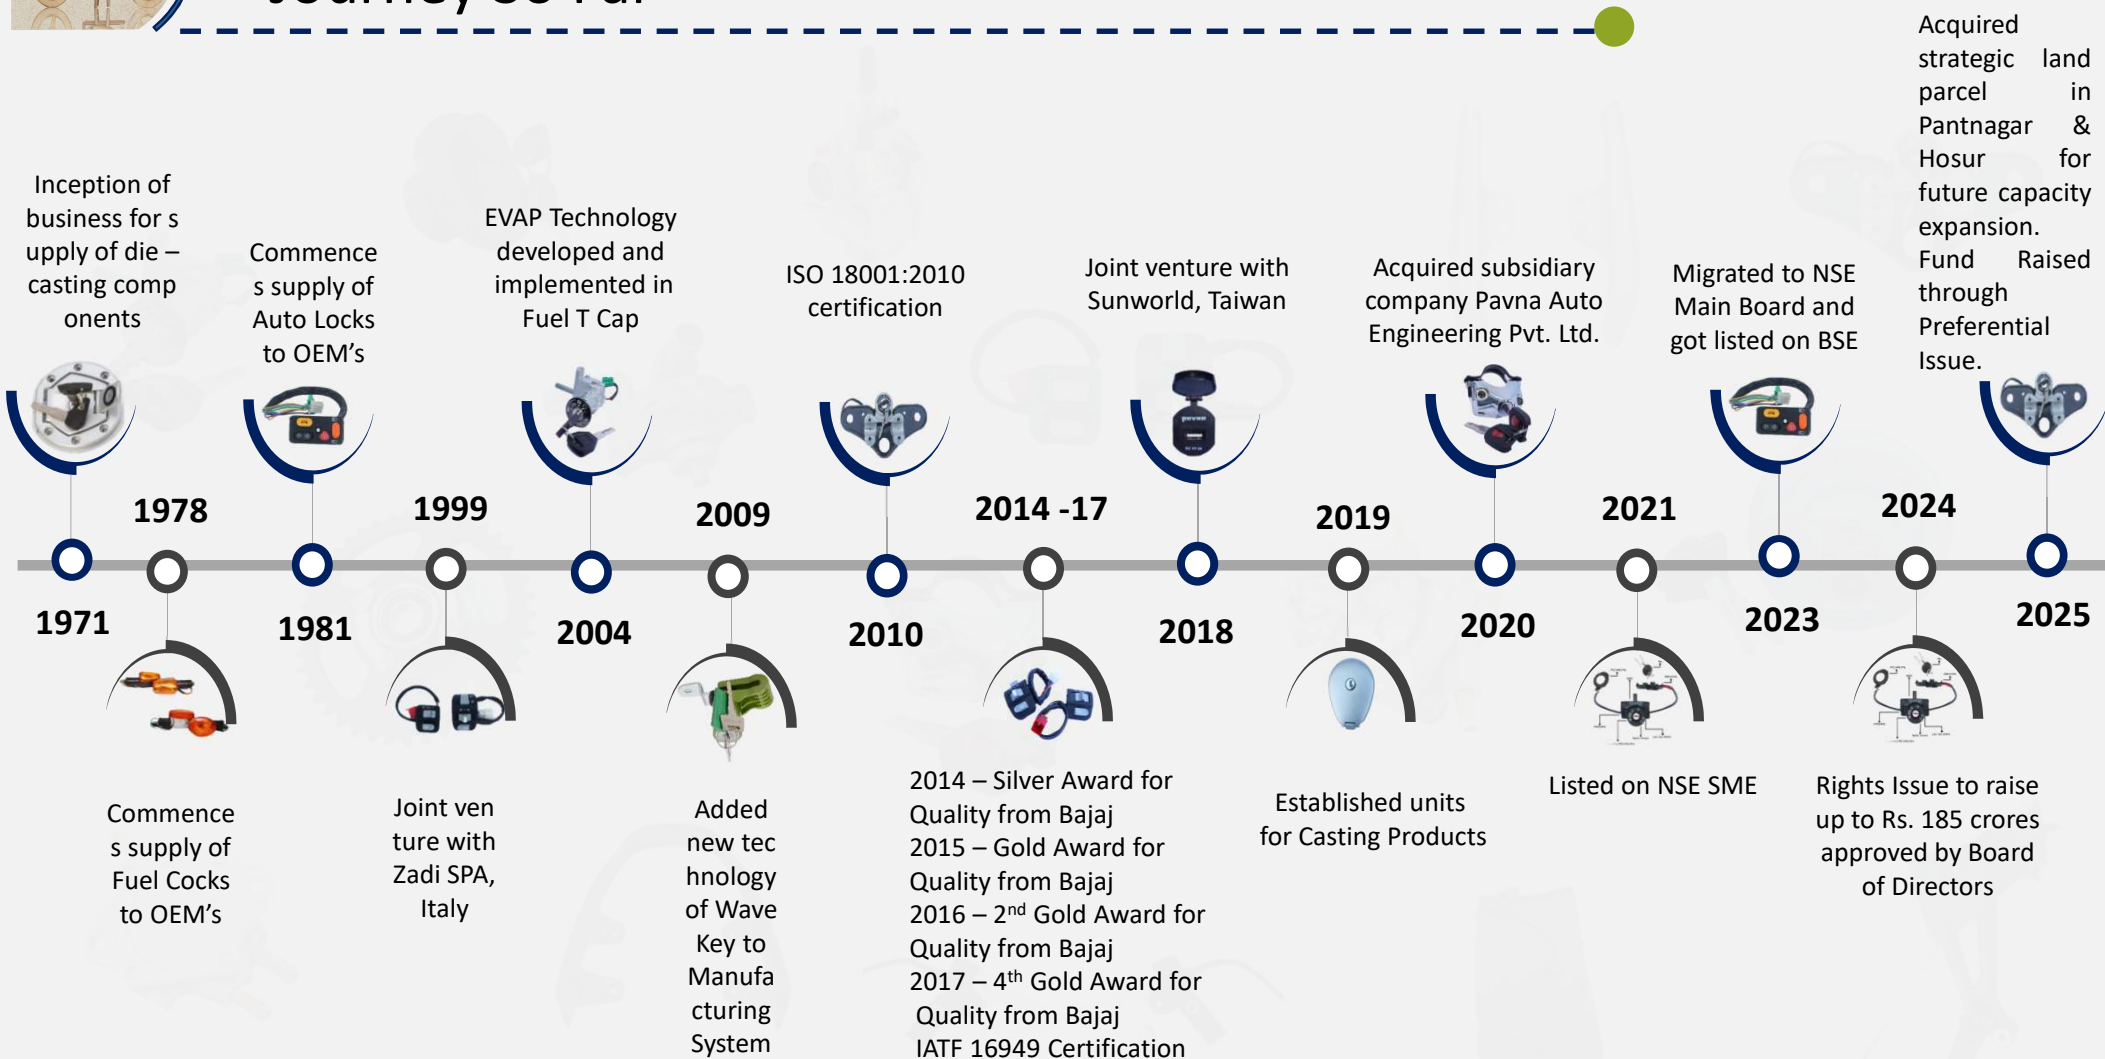 Journey So Far
Inception of
business for s
upply of die –
casting comp
onents
1971
1978
Commence
s supply of
Fuel Cocks
to OEM’s
Commence
s supply of
Auto Locks
to OEM’s
1981
1999
Joint ven
ture with
Zadi SPA,
Italy
EVAP Technology
developed and
implemented in
Fuel T Cap
2004
2009
Added
new tec
hnology
of Wave
Key to
Manufa
cturing
System
ISO 18001:2010
certification
2010
2014 -17
2014 – Silver Award for
Quality from Bajaj
2015 – Gold Award for
Quality from Bajaj
2016 – 2nd Gold Award for
Quality from Bajaj
2017 – 4th Gold Award for
Quality from Bajaj
IATF 16949 Certification
Joint venture with
Sunworld, Taiwan
2018
2019
Established units
for Casting Products
Acquired subsidiary
company Pavna Auto
Engineering Pvt. Ltd.
2020
2021
Listed on NSE SME
Migrated to NSE
Main Board and
got listed on BSE
2023
2024
Rights Issue to raise
up to Rs. 185 crores
approved by Board
of Directors
Acquired
strategic land
parcel in
Pantnagar &
Hosur for
future capacity
expansion.
Fund Raised
through
Preferential
Issue.
2025